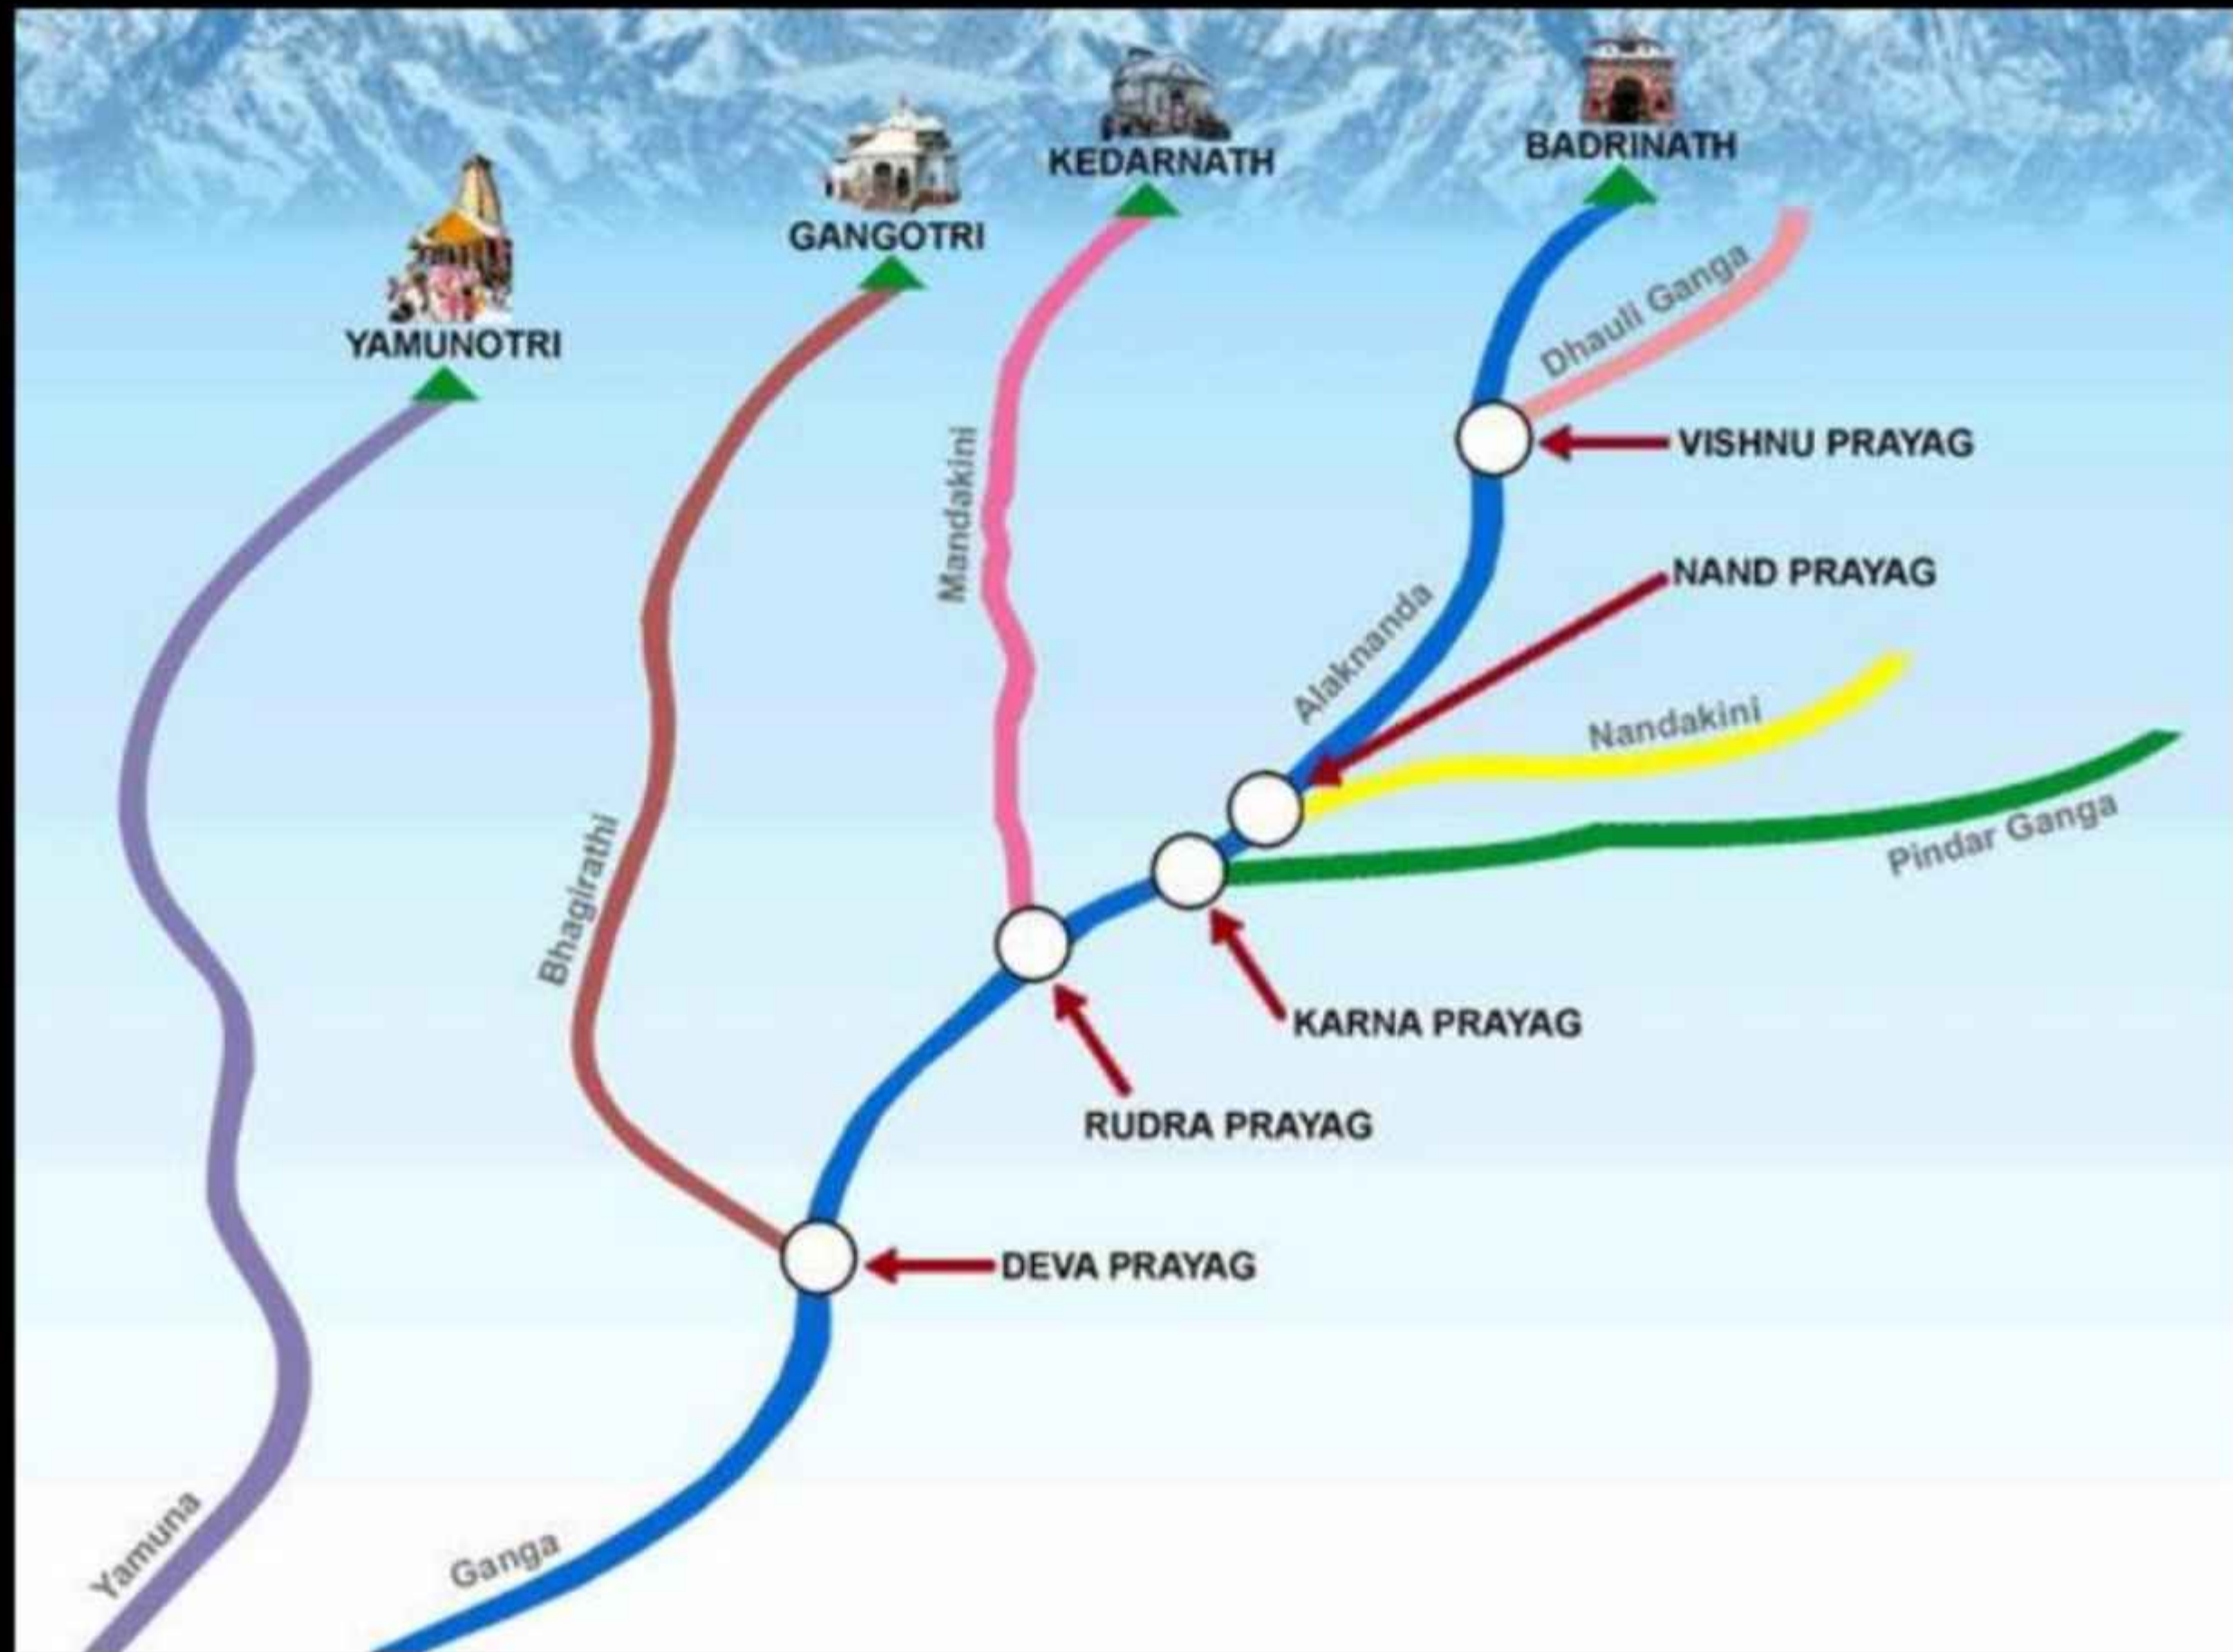 BADRINATH
KEDARNATH
GANGOTRI
YAMUNOTRI
Dhauli Ganga
VISHNU PRAYAG
Mandakini
NAND PRAYAG
Alaknanda
Nandakini
Pindar Ganga
Bhagirathi
KARNA PRAYAG
RUDRA PRAYAG
DEVA PRAYAG
Yamuna
Ganga